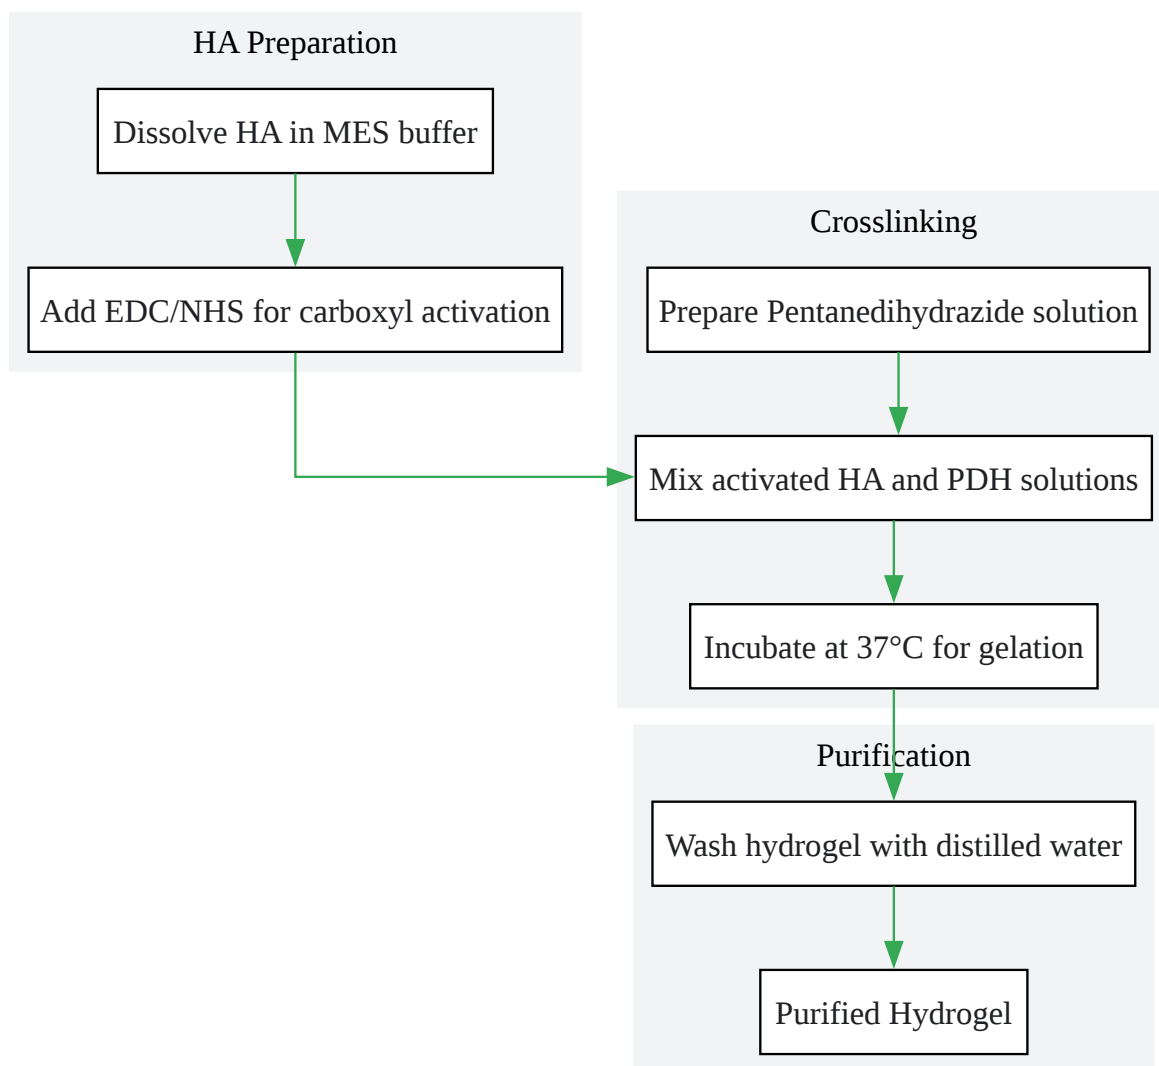 HA Preparation
Dissolve HA in MES buffer
Add EDC/NHS for carboxyl activation
Crosslinking
Prepare Pentanedihydrazide solution
Mix activated HA and PDH solutions
Incubate at 37°C for gelation
Purification
Wash hydrogel with distilled water
Purified Hydrogel